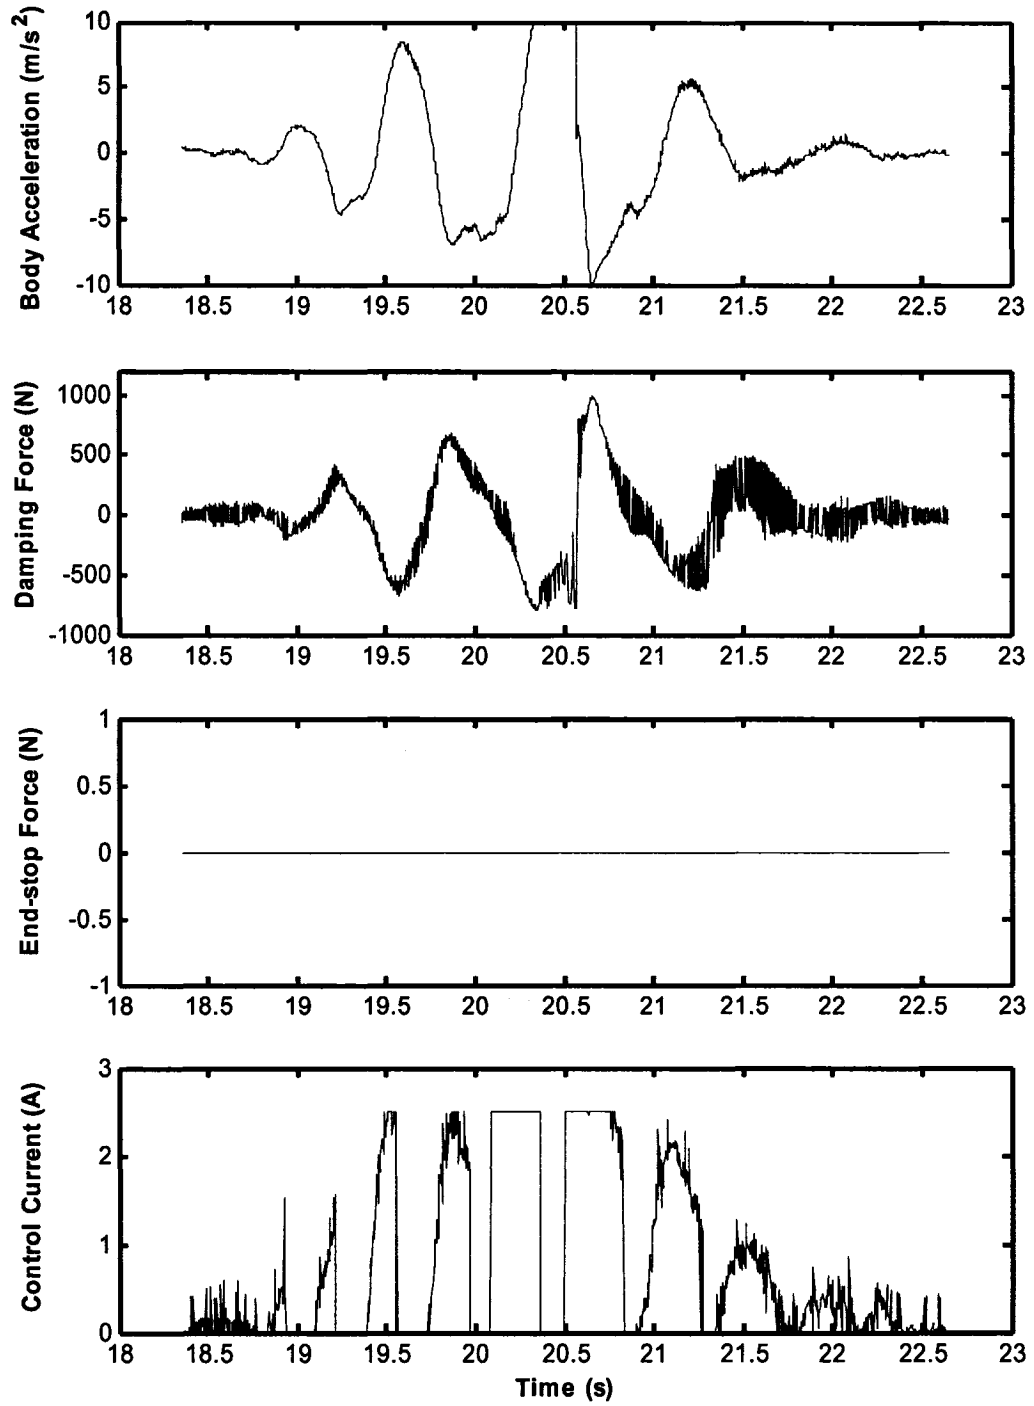 Body Acceleration (m/s²)
10
5
0
-5
-10
18 18.5 19 19.5 20 20.5 21 21.5 22 22.5 23
Damping Force (N)
1000
500
0
-500
-1000
18 18.5 19 19.5 20 20.5 21 21.5 22 22.5 23
End-stop Force (N)
1
0.5
0
-0.5
-1
18 18.5 19 19.5 20 20.5 21 21.5 22 22.5 23
Control Current (A)
3
2
1
0
18 18.5 19 19.5 20 20.5 21 21.5 22 22.5 23
Time (s)